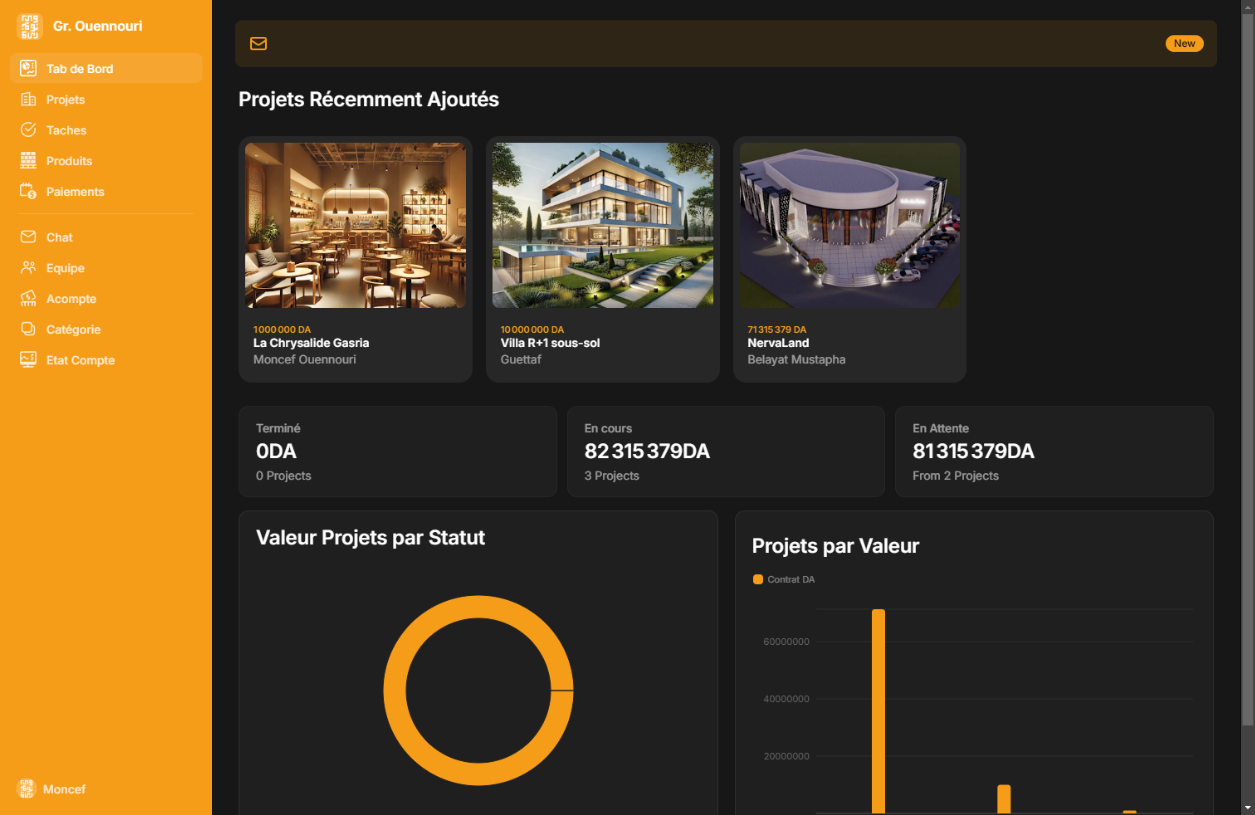 Gr. Ouennouri
Tab de Bord
Projets
Taches
Produits
Paiements
Chat
Equipe
Acompte
Catégorie
Etat Compte
Moncef
New
Projets Récemment Ajoutés
1 000 000 DA
La Chrysalide Gasria
Moncef Ouennouri
10 000 000 DA
Villa R+1 sous-sol
Guettaf
71 315 379 DA
NervaLand
Belayat Mustapha
Terminé
0DA
0 Projects
En cours
82 315 379DA
3 Projects
En Attente
81 315 379DA
From 2 Projects
Valeur Projets par Statut
Projets par Valeur
Contrat DA
60000000
40000000
20000000